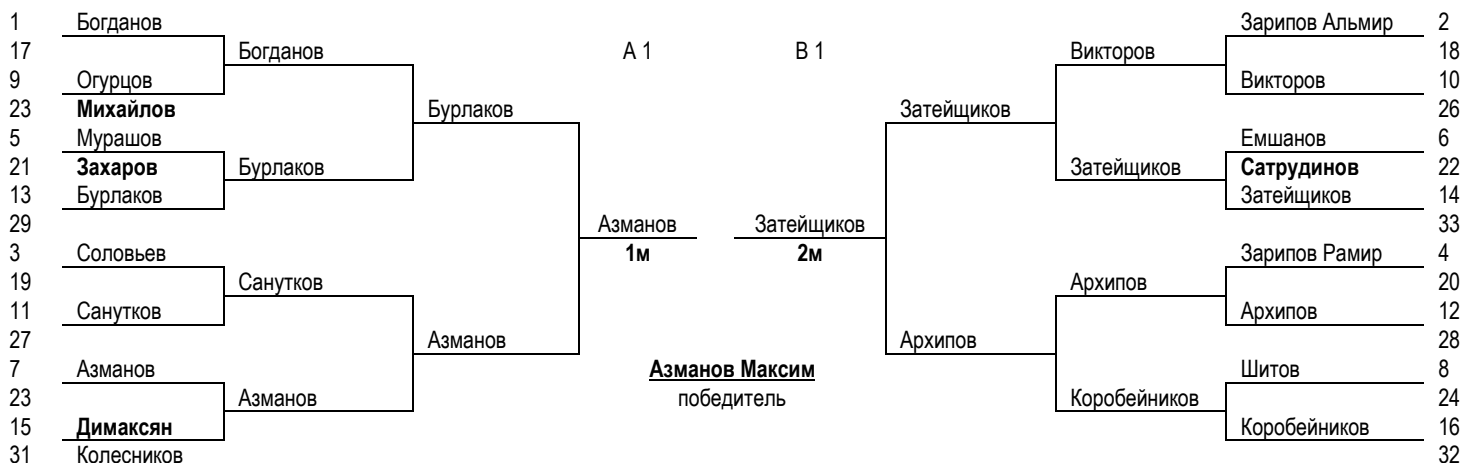 1 Богданов Зарипов Альмир 2
17 Богданов А 1 В 1 Викторов 18
9 Огурцов Викторов 10
23 Михайлов Бурлаков Затейщиков 26
5 Мурашов Емшанов 6
21 Захаров Бурлаков Затейщиков Сатрудинов 22
13 Бурлаков Затейщиков 14
29 Азманов Затейщиков 33
3 Соловьев 1м 2м Зарипов Рамир 4
19 Санутков Архипов 20
11 Санутков Архипов 12
27 Азманов Архипов 28
7 Азманов Азманов Максим Шитов 8
23 Азманов победитель Коробейников 24
15 Димаксян Коробейников 16
31 Колесников 32